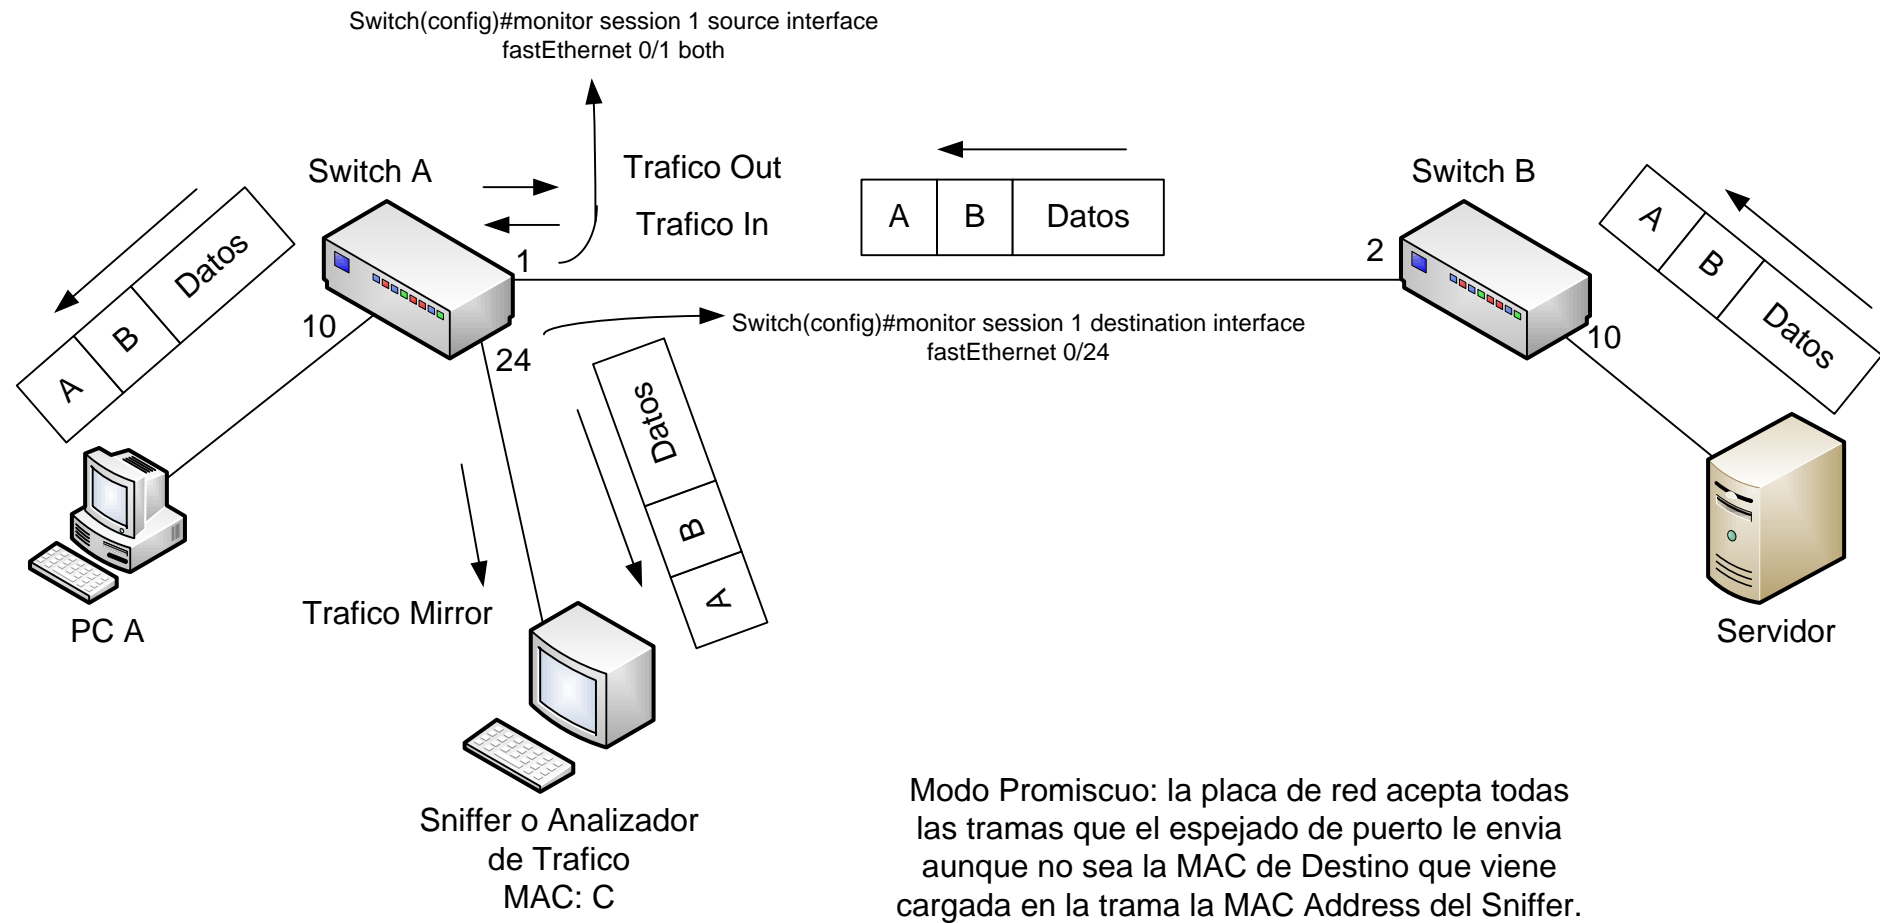 Switch(config)#monitor session 1 source interface
fastEthernet 0/1 both
Switch A
Trafico Out
Trafico In
A B Datos
Switch B
A B Datos
A B Datos
1
2
10
24
10
Switch(config)#monitor session 1 destination interface
fastEthernet 0/24
A B Datos
PC A
Trafico Mirror
Servidor
Sniffer o Analizador
de Trafico
MAC: C
Modo Promiscuo: la placa de red acepta todas
las tramas que el espejado de puerto le envia
aunque no sea la MAC de Destino que viene
cargada en la trama la MAC Address del Sniffer.